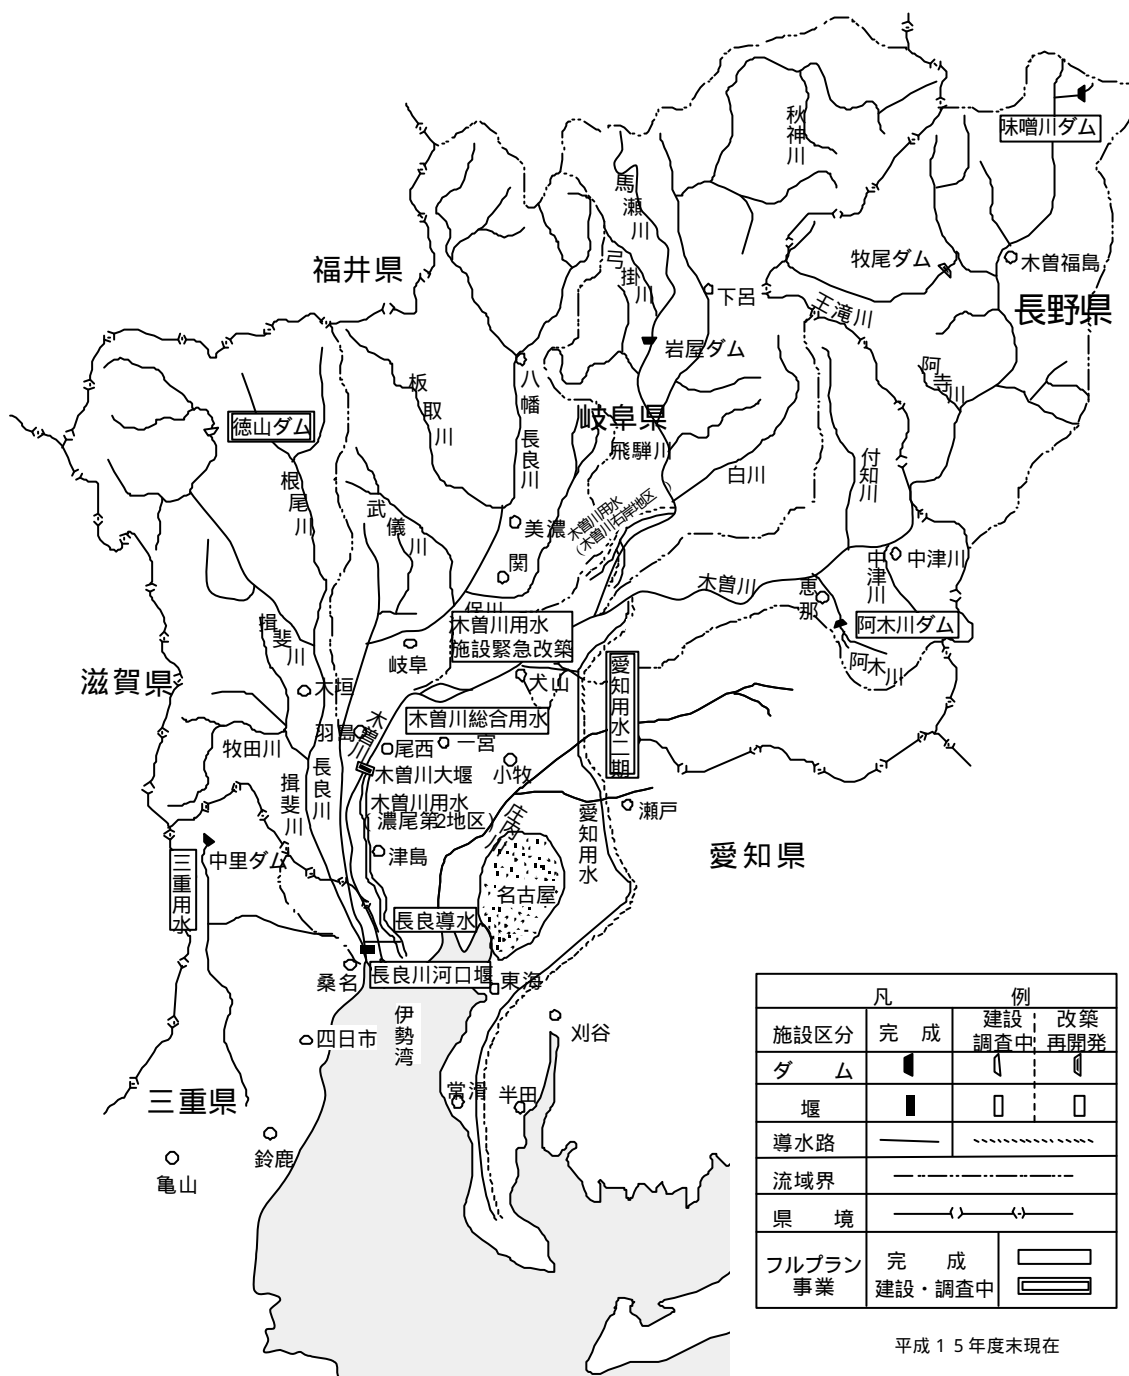 秋神川
味噌川ダム
馬瀬川
福井県
弓掛川
牧尾ダム
木曽福島
下呂
王滝川
長野県
岩屋ダム
阿寺川
板取川
八幡
長良川
岐阜県
徳山ダム
飛騨川
白川
付知川
根尾川
武儀川
美濃
木曽川用水
(木曽川右岸地区)
関
中津川
中津川
木曽川
恵那
阿木川ダム
阿木川
木曽川用水
施設緊急改築
揖斐川
岐阜
滋賀県
大垣
犬山
愛知用水二期
木曽川総合用水
羽島
木曽川
尾西
一宮
牧田川
長良川
揖斐川
木曽川大堰
小牧
木曽川用水
(濃尾第2地区)
庄内川
愛知用水
瀬戸
中里ダム
津島
三重用水
名古屋
愛知県
長良導水
桑名
長良川河口堰
東海
伊勢湾
四日市
刈谷
三重県
常滑
半田
鈴鹿
亀山
凡 例
施設区分
完 成
建設
調査中
改築
再開発
ダ ム
堰
導水路
流域界
県 境
フルプラン
事業
完 成
建設・調査中
平成15年度末現在